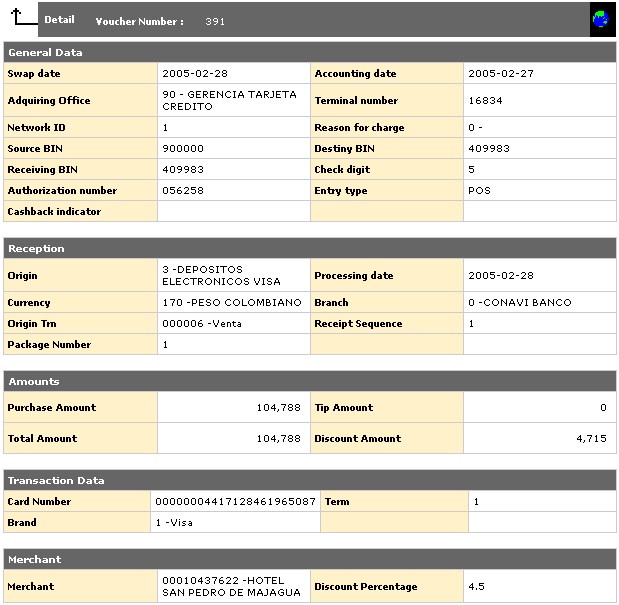 Detail Voucher Number : 391
General Data
Swap date 2005-02-28 Accounting date 2005-02-27
Adquiring Office 90 - GERENCIA TARJETA CREDITO Terminal number 16834
Network ID 1 Reason for charge 0 -
Source BIN 900000 Destiny BIN 409983
Receiving BIN 409983 Check digit 5
Authorization number 056258 Entry type POS
Cashback indicator
Reception
Origin 3 -DEPOSITOS ELECTRONICOS VISA Processing date 2005-02-28
Currency 170 -PESO COLOMBIANO Branch 0 -CONAVI BANCO
Origin Trn 000006 -Venta Receipt Sequence 1
Package Number 1
Amounts
Purchase Amount 104,788 Tip Amount 0
Total Amount 104,788 Discount Amount 4,715
Transaction Data
Card Number 00000004417128461965087 Term 1
Brand 1 -Visa
Merchant
Merchant 00010437622 -HOTEL SAN PEDRO DE MAJAGUA Discount Percentage 4.5